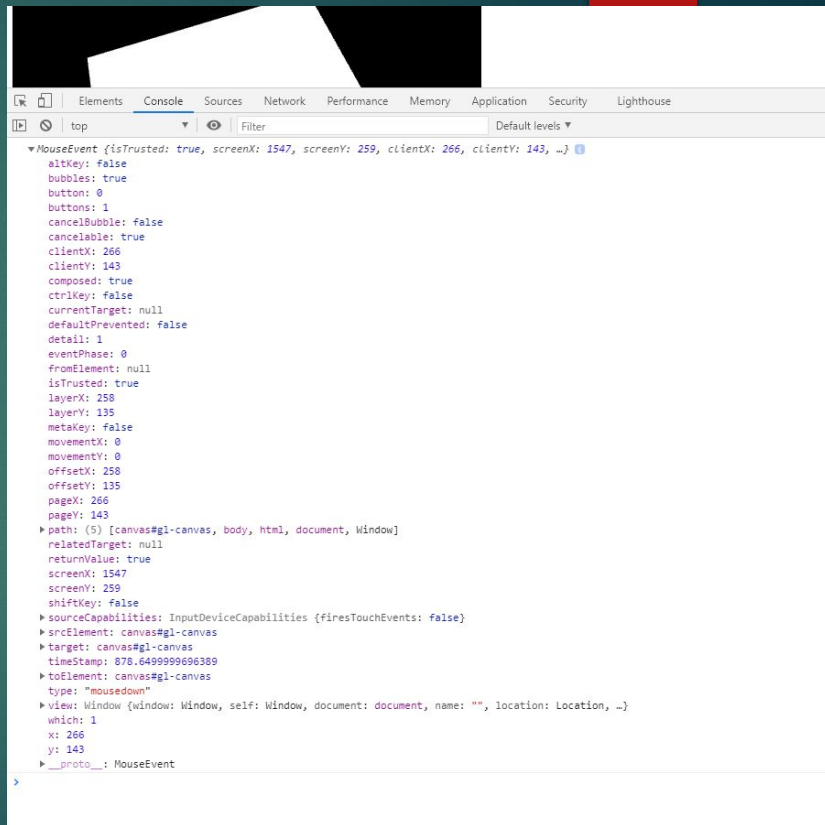 Elements Console Sources Network Performance Memory Application Security Lighthouse
top ▼ Filter Default levels ▼
▼MouseEvent {isTrusted: true, screenX: 1547, screenY: 259, clientX: 266, clientY: 143, …} i
altKey: false
bubbles: true
button: 0
buttons: 1
cancelBubble: false
cancelable: true
clientX: 266
clientY: 143
composed: true
ctrlKey: false
currentTarget: null
defaultPrevented: false
detail: 1
eventPhase: 0
fromElement: null
isTrusted: true
layerX: 258
layerY: 135
metaKey: false
movementX: 0
movementY: 0
offsetX: 258
offsetY: 135
pageX: 266
pageY: 143
▶path: (5) [canvas#gl-canvas, body, html, document, Window]
relatedTarget: null
returnValue: true
screenX: 1547
screenY: 259
shiftKey: false
▶sourceCapabilities: InputDeviceCapabilities {firesTouchEvents: false}
▶srcElement: canvas#gl-canvas
▶target: canvas#gl-canvas
timeStamp: 878.6499999696389
▶toElement: canvas#gl-canvas
type: "mousedown"
▶view: Window {window: Window, self: Window, document: document, name: "", location: Location, …}
which: 1
x: 266
y: 143
▶__proto__: MouseEvent
>